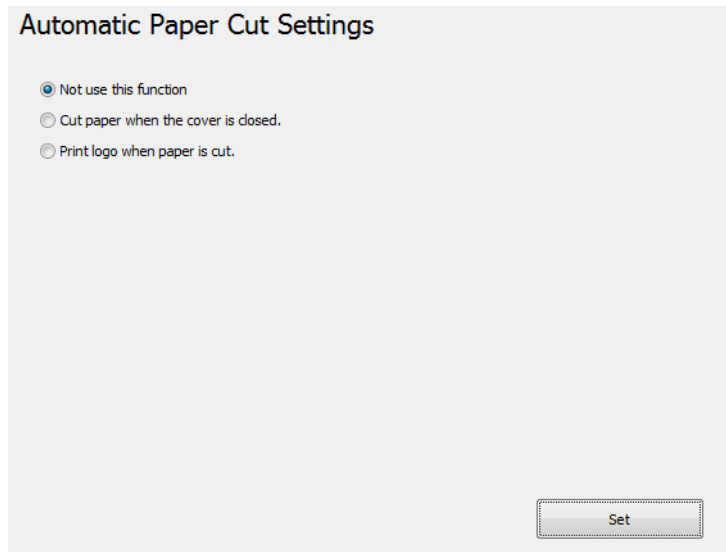 Automatic Paper Cut Settings
Not use this function
Cut paper when the cover is closed.
Print logo when paper is cut.
Set